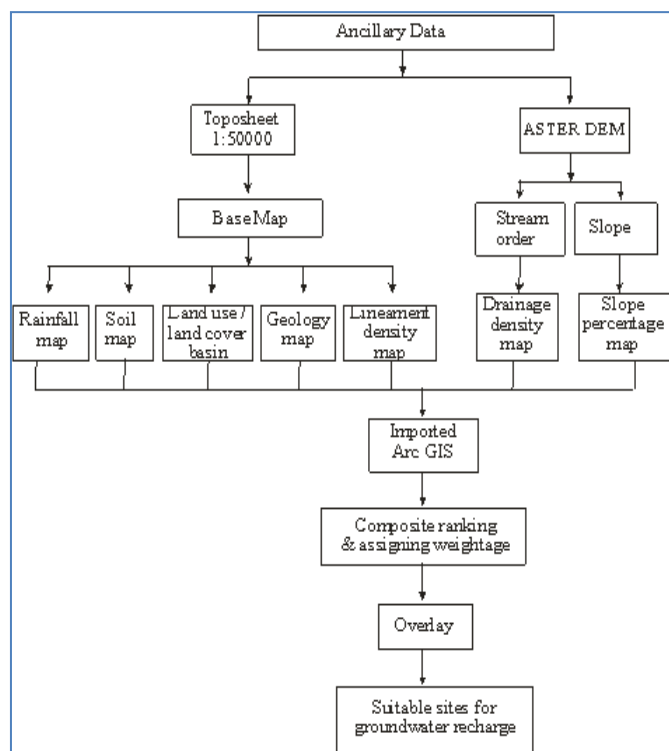 Ancillary Data
Toposheet
1:50000
ASTER DEM
Base Map
Stream
order
Slope
Rainfall
map
Soil
map
Land use /
land cover
basin
Geology
map
Lineament
density
map
Drainage
density
map
Slope
percentage
map
Imported
Arc GIS
Composite ranking
& assigning weightage
Overlay
Suitable sites for
groundwater recharge